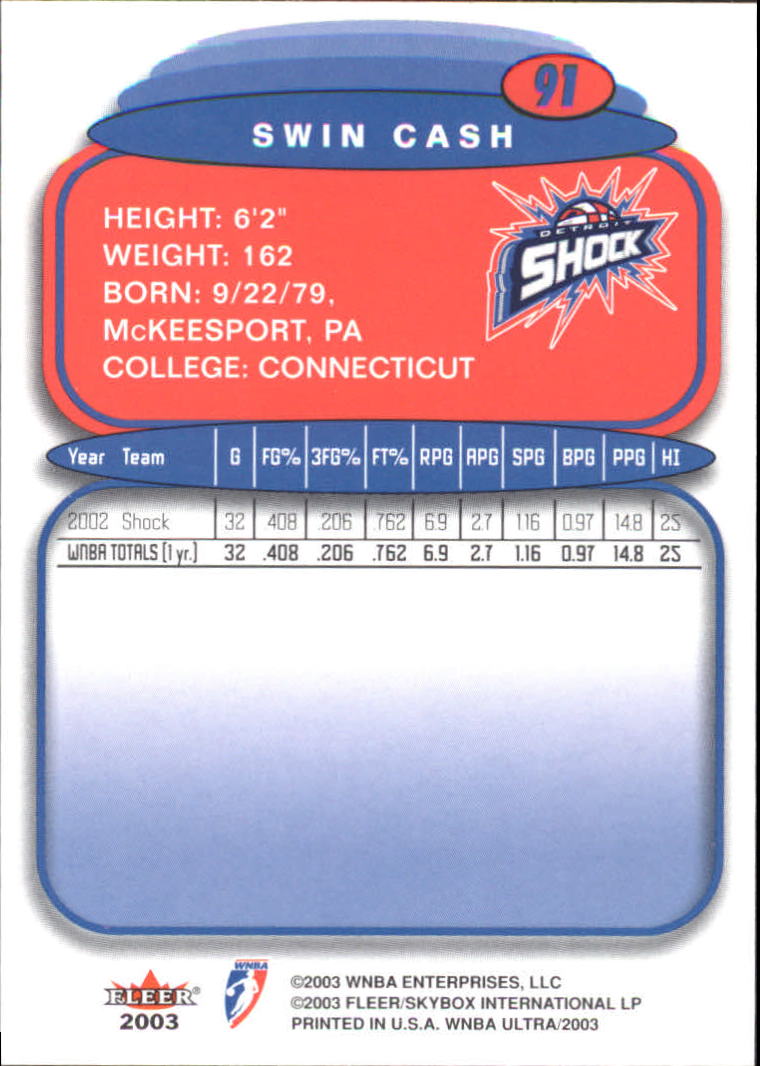 91
SWIN CASH
HEIGHT: 6'2"
WEIGHT: 162
BORN: 9/22/79,
McKEESPORT, PA
COLLEGE: CONNECTICUT
DETROIT
SHOCK
Year Team G FG% 3FG% FT% RPG APG SPG BPG PPG HI
2002 Shock 32 .408 .206 .762 6.9 2.7 1.16 0.97 14.8 25
WNBA TOTALS (1 yr.) 32 .408 .206 .762 6.9 2.7 1.16 0.97 14.8 25
FLEER®
2003
WNBA
©2003 WNBA ENTERPRISES, LLC
©2003 FLEER/SKYBOX INTERNATIONAL LP
PRINTED IN U.S.A. WNBA ULTRA/2003